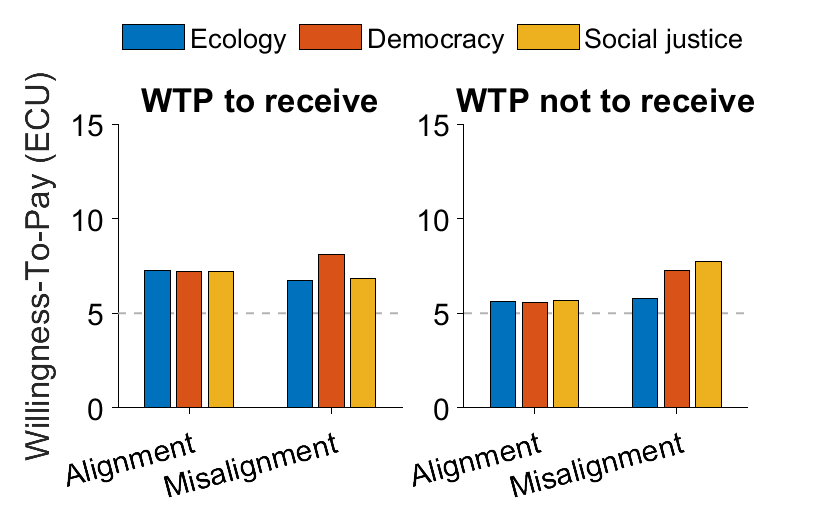 Ecology Democracy Social justice
WTP to receive WTP not to receive
Willingness-To-Pay (ECU)
15 15
10 10
5 5
0 0
Alignment Misalignment Alignment Misalignment